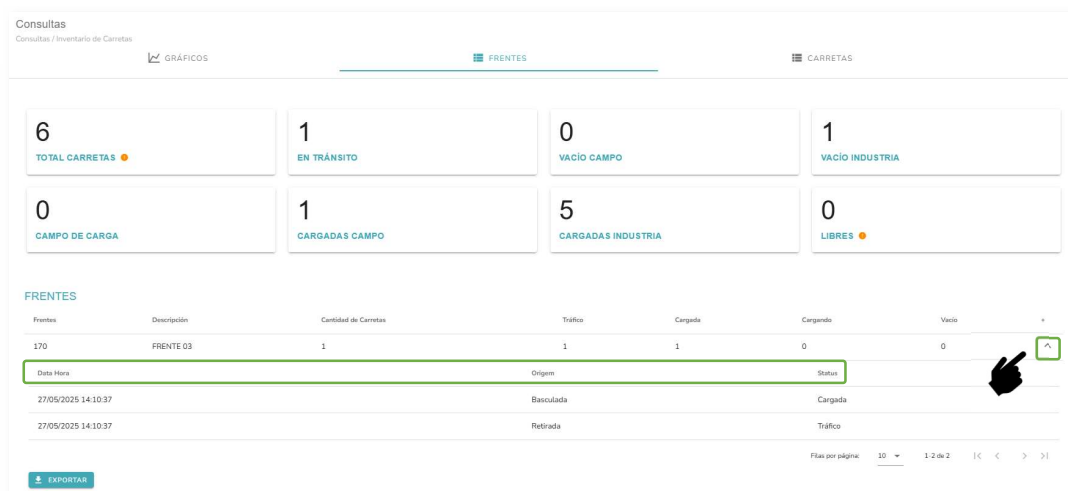 Consultas
Consultas / Inventario de Carretas
GRÁFICOS FRENTES CARRETAS
6 1 0 1
TOTAL CARRETAS EN TRÁNSITO VACÍO CAMPO VACÍO INDUSTRIA
0 1 5 0
CAMPO DE CARGA CARGADAS CAMPO CARGADAS INDUSTRIA LIBRES
FRENTES
Frentes Descripción Cantidad de Carretas Tráfico Cargada Cargando Vacío +
170 FRENTE 03 1 1 1 0 0
Data Hora Origem Status
27/05/2025 14:10:37 Basculada Cargada
27/05/2025 14:10:37 Retirada Tráfico
Filas por página: 10 1-2 de 2
EXPORTAR